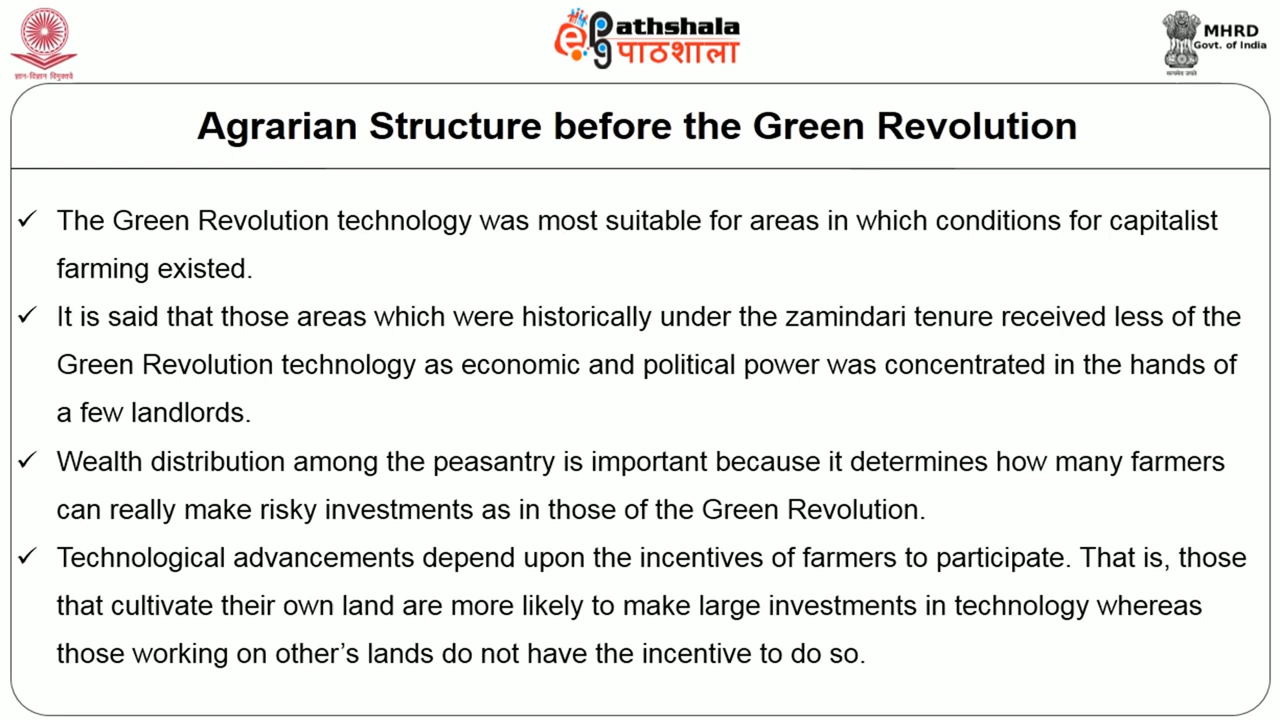 ज्ञान-विज्ञान विमुक्तये
ePathshala
पाठशाला
MHRD
Govt. of India
सत्यमेव जयते
Agrarian Structure before the Green Revolution
✓ The Green Revolution technology was most suitable for areas in which conditions for capitalist
farming existed.
✓ It is said that those areas which were historically under the zamindari tenure received less of the
Green Revolution technology as economic and political power was concentrated in the hands of
a few landlords.
✓ Wealth distribution among the peasantry is important because it determines how many farmers
can really make risky investments as in those of the Green Revolution.
✓ Technological advancements depend upon the incentives of farmers to participate. That is, those
that cultivate their own land are more likely to make large investments in technology whereas
those working on other’s lands do not have the incentive to do so.